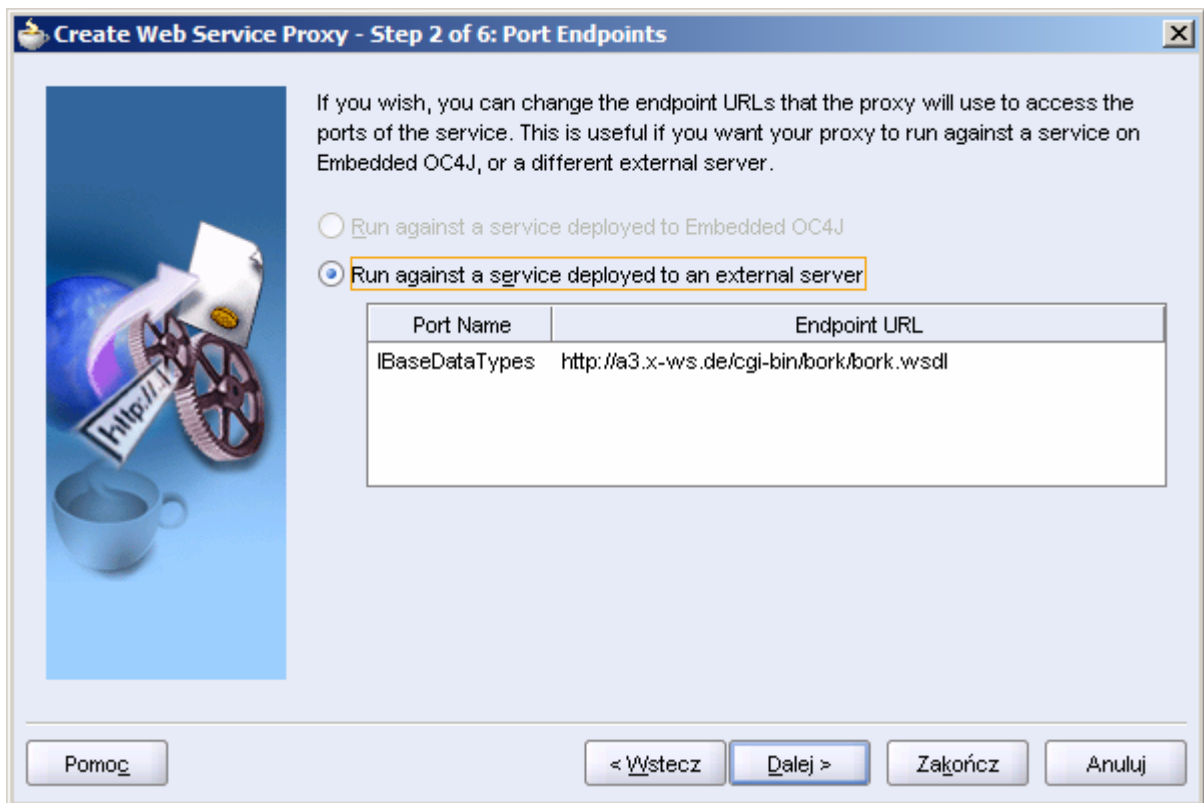 Create Web Service Proxy - Step 2 of 6: Port Endpoints
If you wish, you can change the endpoint URLs that the proxy will use to access the
ports of the service. This is useful if you want your proxy to run against a service on
Embedded OC4J, or a different external server.
Run against a service deployed to Embedded OC4J
Run against a service deployed to an external server
Port Name Endpoint URL
IBaseDataTypes http://a3.x-ws.de/cgi-bin/bork/bork.wsdl
http://.
Pomoc < Wstecz Dalej > Zakończ Anuluj